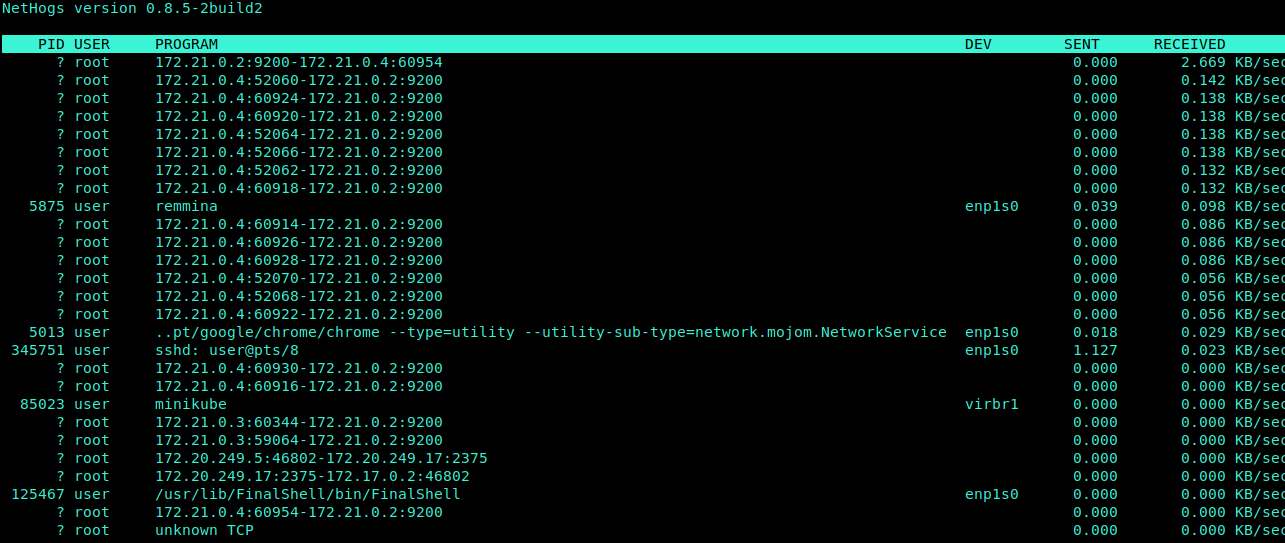 NetHogs version 0.8.5-2build2
PID USER PROGRAM DEV SENT RECEIVED
? root 172.21.0.2:9200-172.21.0.4:60954 0.000 2.669 KB/sec
? root 172.21.0.4:52060-172.21.0.2:9200 0.000 0.142 KB/sec
? root 172.21.0.4:60924-172.21.0.2:9200 0.000 0.138 KB/sec
? root 172.21.0.4:60920-172.21.0.2:9200 0.000 0.138 KB/sec
? root 172.21.0.4:52064-172.21.0.2:9200 0.000 0.138 KB/sec
? root 172.21.0.4:52066-172.21.0.2:9200 0.000 0.138 KB/sec
? root 172.21.0.4:52062-172.21.0.2:9200 0.000 0.132 KB/sec
? root 172.21.0.4:60918-172.21.0.2:9200 0.000 0.132 KB/sec
5875 user remmina enp1s0 0.039 0.098 KB/sec
? root 172.21.0.4:60914-172.21.0.2:9200 0.000 0.086 KB/sec
? root 172.21.0.4:60926-172.21.0.2:9200 0.000 0.086 KB/sec
? root 172.21.0.4:60928-172.21.0.2:9200 0.000 0.086 KB/sec
? root 172.21.0.4:52070-172.21.0.2:9200 0.000 0.056 KB/sec
? root 172.21.0.4:52068-172.21.0.2:9200 0.000 0.056 KB/sec
? root 172.21.0.4:60922-172.21.0.2:9200 0.000 0.056 KB/sec
5013 user ..pt/google/chrome/chrome --type=utility --utility-sub-type=network.mojom.NetworkService enp1s0 0.018 0.029 KB/sec
345751 user sshd: user@pts/8 enp1s0 1.127 0.023 KB/sec
? root 172.21.0.4:60930-172.21.0.2:9200 0.000 0.000 KB/sec
? root 172.21.0.4:60916-172.21.0.2:9200 0.000 0.000 KB/sec
85023 user minikube virbr1 0.000 0.000 KB/sec
? root 172.21.0.3:60344-172.21.0.2:9200 0.000 0.000 KB/sec
? root 172.21.0.3:59064-172.21.0.2:9200 0.000 0.000 KB/sec
? root 172.20.249.5:46802-172.20.249.17:2375 0.000 0.000 KB/sec
? root 172.20.249.17:2375-172.17.0.2:46802 0.000 0.000 KB/sec
125467 user /usr/lib/FinalShell/bin/FinalShell enp1s0 0.000 0.000 KB/sec
? root 172.21.0.4:60954-172.21.0.2:9200 0.000 0.000 KB/sec
? root unknown TCP 0.000 0.000 KB/sec